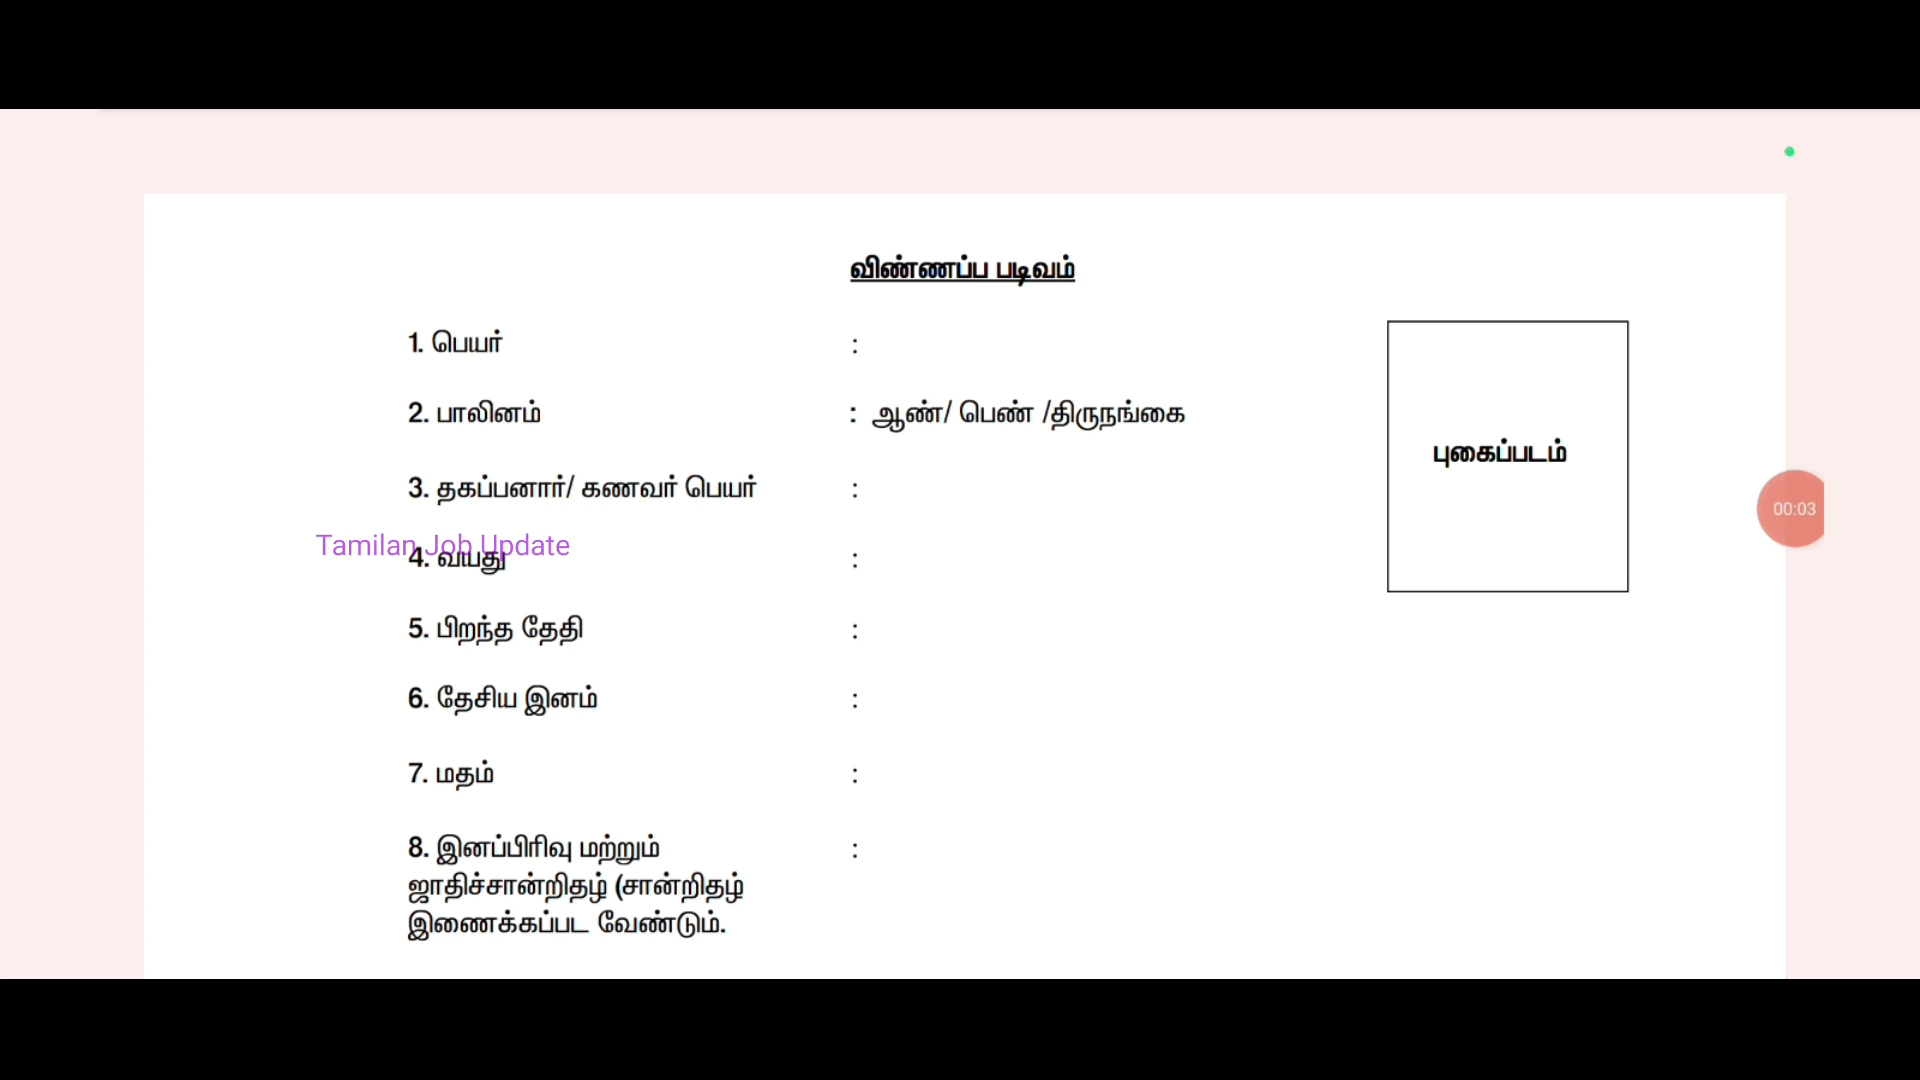 விண்ணப்ப படிவம்
1. பெயர் :
2. பாலினம் : ஆண்/ பெண் /திருநங்கை
புகைப்படம்
3. தகப்பனார்/ கணவர் பெயர் :
00:03
Tamilan Job Update
4. வயது :
5. பிறந்த தேதி :
6. தேசிய இனம் :
7. மதம் :
8. இனப்பிரிவு மற்றும் :
ஜாதிச்சான்றிதழ் (சான்றிதழ்
இணைக்கப்பட வேண்டும்.